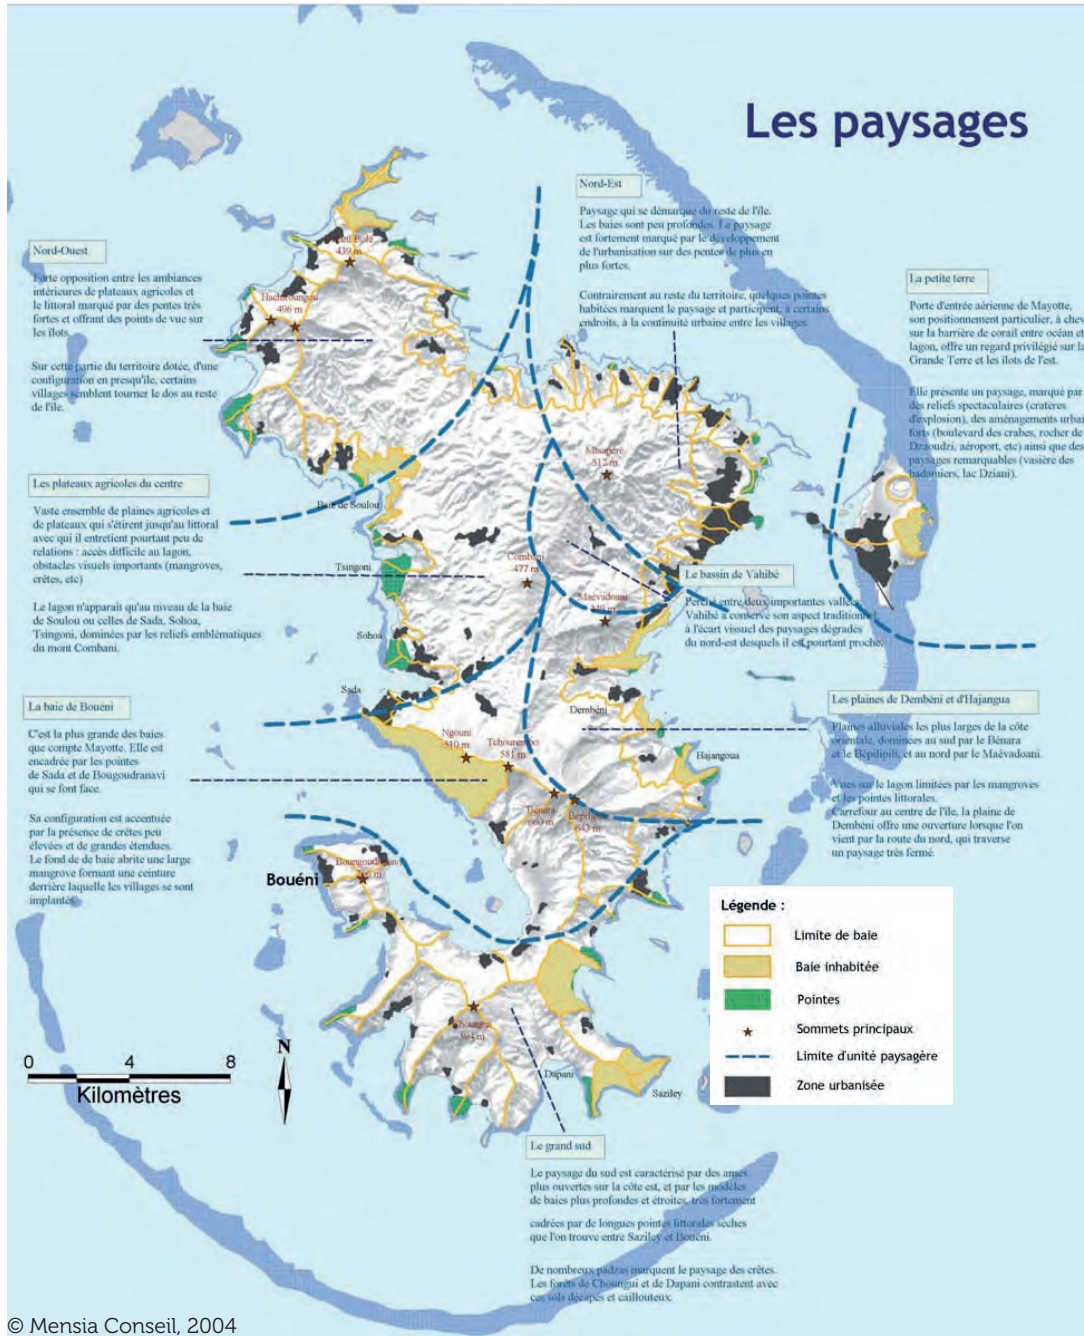 Les paysages
Nord-Ouest
Forte opposition entre les ambiances
intérieures de plateaux agricoles et
le littoral marqué par des pentes très
fortes et offrant des points de vue sur
les îlots.
Sur cette partie du territoire dotée, d'une
configuration en presqu'île, certains
villages semblent tourner le dos au reste
de l'île.
Nord-Est
Paysage qui se démarque du reste de l'île.
Les baies sont peu profondes. Le paysage
est fortement marqué par le développement
de l'urbanisation sur des pentes de plus en
plus fortes.
Contrairement au reste du territoire, quelques pointes
habitées marquent le paysage et participent, à certains
endroits, à la continuité urbaine entre les villages.
La petite terre
Porte d'entrée aérienne de Mayotte,
son positionnement particulier, à chev
sur la barrière de corail entre océan et
lagon, offre un regard privilégié sur la
Grande Terre et les îlots de l'est.
Elle présente un paysage, marqué par
des reliefs spectaculaires (cratères
d'explosion), des aménagements urbai
forts (boulevard des crabes, rocher de
Dzaoudzi, aéroport, etc) ainsi que des
paysages remarquables (vasière des
badamiers, lac Dziani).
Les plateaux agricoles du centre
Vaste ensemble de plaines agricoles et
de plateaux qui s'étirent jusqu'au littoral
avec qui il entretient pourtant peu de
relations : accès difficile au lagon,
obstacles visuels importants (mangroves,
crêtes, etc)
Le lagon n'apparaît qu'au niveau de la baie
de Soulou ou celles de Sada, Sohoa,
Tsingoni, dominées par les reliefs emblématiques
du mont Combani.
Le bassin de Vahibé
Perché entre deux importantes vallées,
Vahibé a conservé son aspect traditionnel,
à l'écart vissuel des paysages dégradés
du nord-est desquels il est pourtant proche.
La baie de Bouéni
C'est la plus grande des baies
que compte Mayotte. Elle est
encadrée par les pointes
de Sada et de Bougoudranavi
qui se font face.
Sa configuration est accentuée
par la présence de crêtes peu
élevées et de grandes étendues.
Le fond de de baie abrite une large
mangrove formant une ceinture
derrière laquelle les villages se sont
implantés.
Les plaines de Dembéni et d'Hajangua
Plaines alluviales les plus larges de la côte
orientale, dominées au sud par le Bénara
et le Bépilipili, et au nord par le Maévadoani.
Vues sur le lagon limitées par les mangroves
et les pointes littorales.
Carrefour au centre de l'île, la plaine de
Dembéni offre une ouverture lorsque l'on
vient par la route du nord, qui traverse
un paysage très fermé.
439 m
496 m
Baie de Soulou
Tsingoni
Sohoa
Sada
Combani
477 m
512 m
Maévadoani
Dembéni
Hajangoua
Ngouni
510 m
581 m
Bénara
660 m
643 m
Bouéni
Dapani
Saziley
Légende :
Limite de baie
Baie inhabitée
Pointes
Sommets principaux
Limite d'unité paysagère
Zone urbanisée
0 4 8
Kilomètres
N
Le grand sud
Le paysage du sud est caractérisé par des anses
plus ouvertes sur la côte est, et par les modèles
de baies plus profondes et étroites, très fortement
cadrées par de longues pointes littorales sèches
que l'on trouve entre Saziley et Bouéni.
De nombreux padzas marquent le paysage des crêtes.
Les forêts de Choungui et de Dapani contrastent avec
ces sols décapés et caillouteux.
© Mensia Conseil, 2004